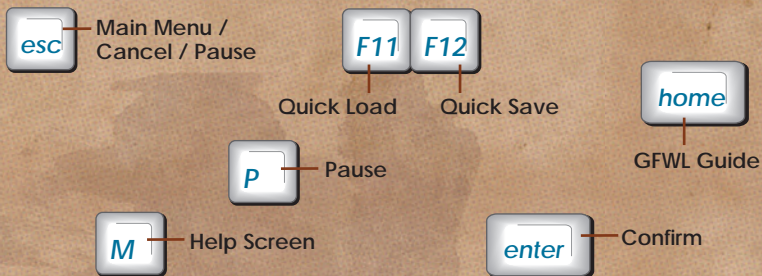 esc
Main Menu /
Cancel / Pause
F11
F12
Quick Load
Quick Save
home
GFWL Guide
P
Pause
M
Help Screen
enter
Confirm